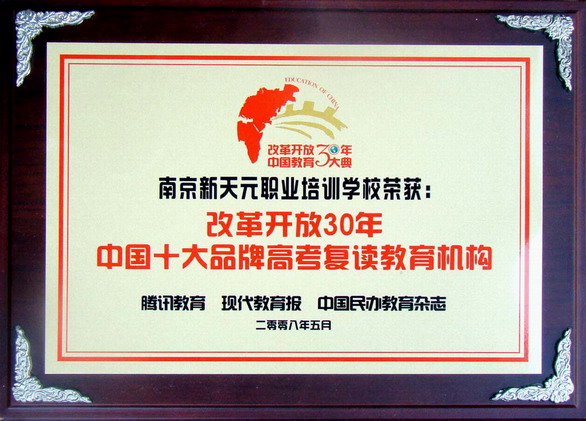 EDUCATION OF CHINA
改革开放30年
中国教育大典
南京新天元职业培训学校荣获：
改革开放30年
中国十大品牌高考复读教育机构
腾讯教育 现代教育报 中国民办教育杂志
二零零八年五月